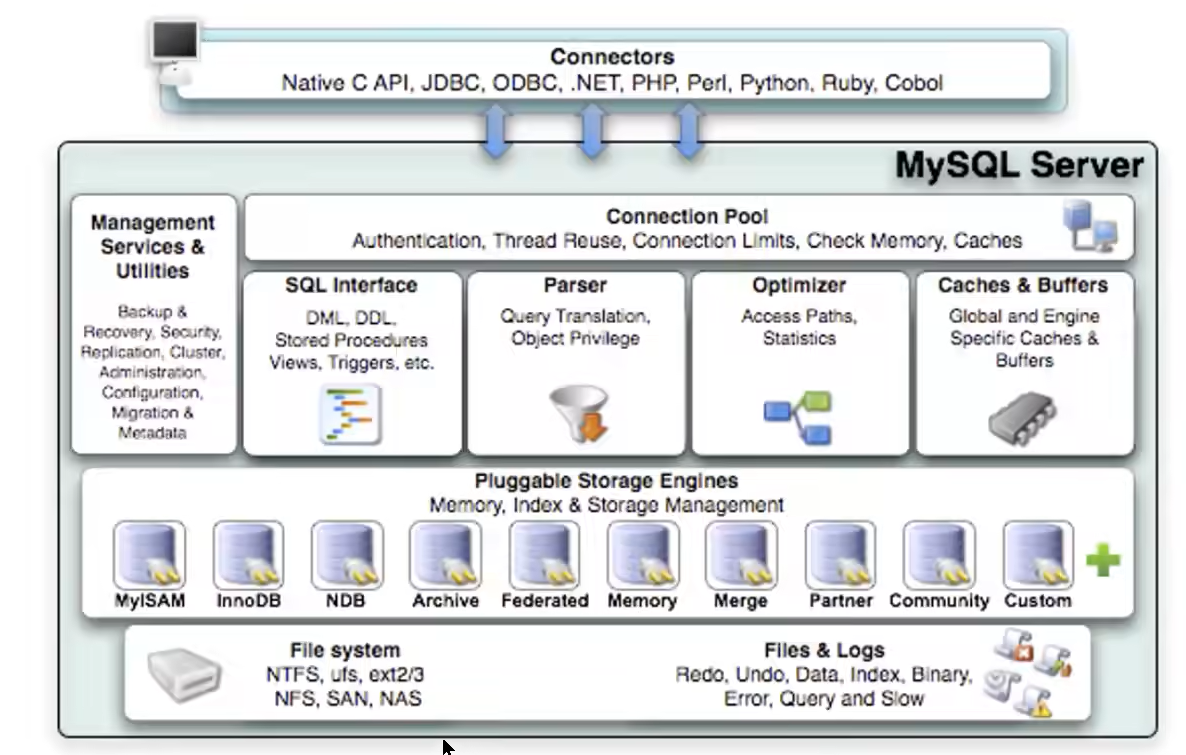 Connectors
Native C API, JDBC, ODBC, .NET, PHP, Perl, Python, Ruby, Cobol
MySQL Server
Management
Services &
Utilities
Backup &
Recovery, Security,
Replication, Cluster,
Administration,
Configuration,
Migration &
Metadata
Connection Pool
Authentication, Thread Reuse, Connection Limits, Check Memory, Caches
SQL Interface
DML, DDL,
Stored Procedures
Views, Triggers, etc.
Parser
Query Translation,
Object Privilege
Optimizer
Access Paths,
Statistics
Caches & Buffers
Global and Engine
Specific Caches &
Buffers
Pluggable Storage Engines
Memory, Index & Storage Management
MyISAM
InnoDB
NDB
Archive
Federated
Memory
Merge
Partner
Community
Custom
File system
NTFS, ufs, ext2/3
NFS, SAN, NAS
Files & Logs
Redo, Undo, Data, Index, Binary,
Error, Query and Slow